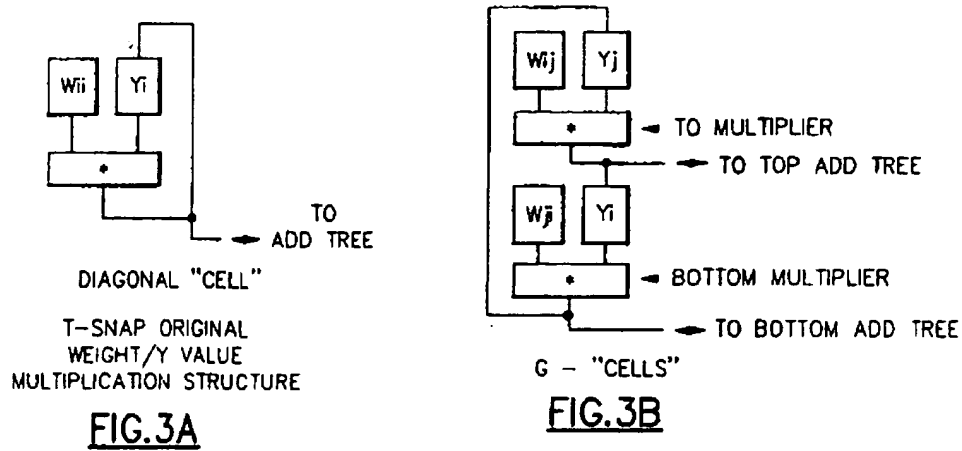 Wii Yi
*
TO
ADD TREE
DIAGONAL "CELL"
T-SNAP ORIGINAL
WEIGHT/Y VALUE
MULTIPLICATION STRUCTURE
FIG.3A
Wij Yj
*
TO MULTIPLIER
TO TOP ADD TREE
Wji Yi
*
BOTTOM MULTIPLIER
TO BOTTOM ADD TREE
G - "CELLS"
FIG.3B